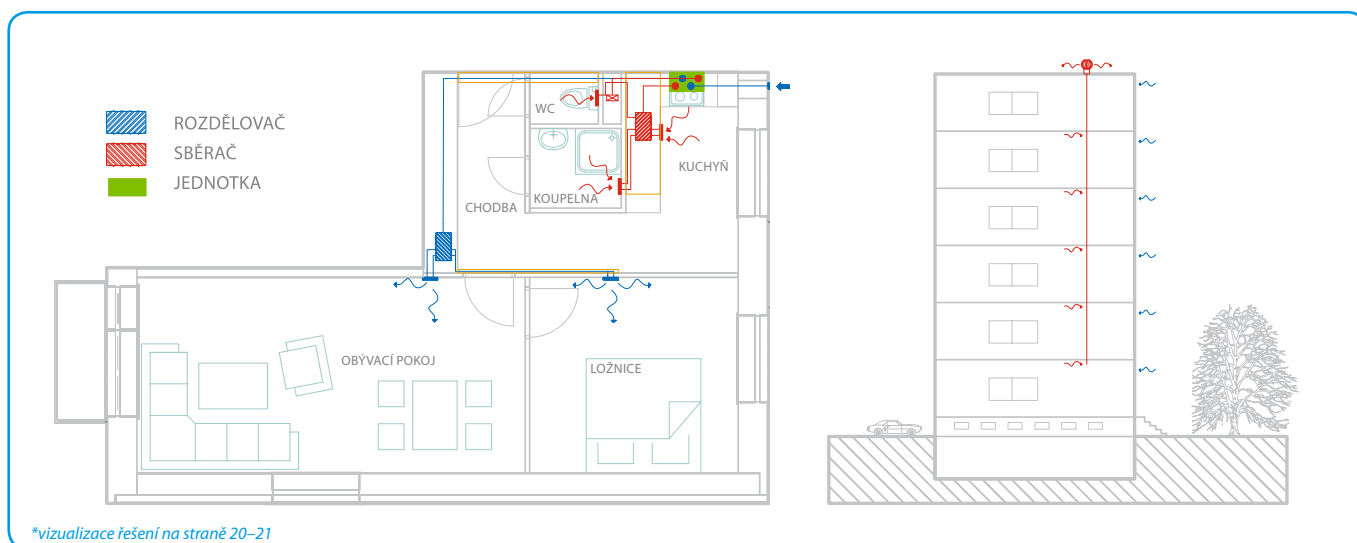 ROZDĚLOVAČ
SBĚRAČ
JEDNOTKA
WC
KUCHYŇ
KOUPELNA
CHODBA
OBÝVACÍ POKOJ
LOŽNICE
*vizualizace řešení na straně 20–21